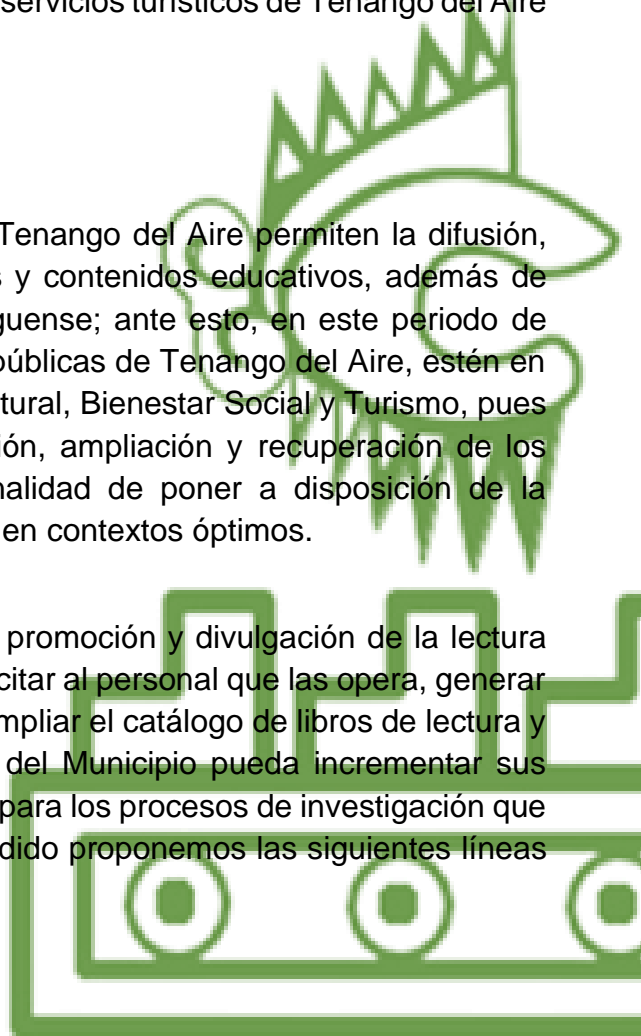 servicios turísticos de Tenango del Aire
Tenango del Aire permiten la difusión,
s y contenidos educativos, además de
guense; ante esto, en este periodo de
públicas de Tenango del Aire, estén en
tural, Bienestar Social y Turismo, pues
ión, ampliación y recuperación de los
nalidad de poner a disposición de la
en contextos óptimos.
promoción y divulgación de la lectura
citar al personal que las opera, generar
mpliar el catálogo de libros de lectura y
del Municipio pueda incrementar sus
para los procesos de investigación que
dido proponemos las siguientes líneas